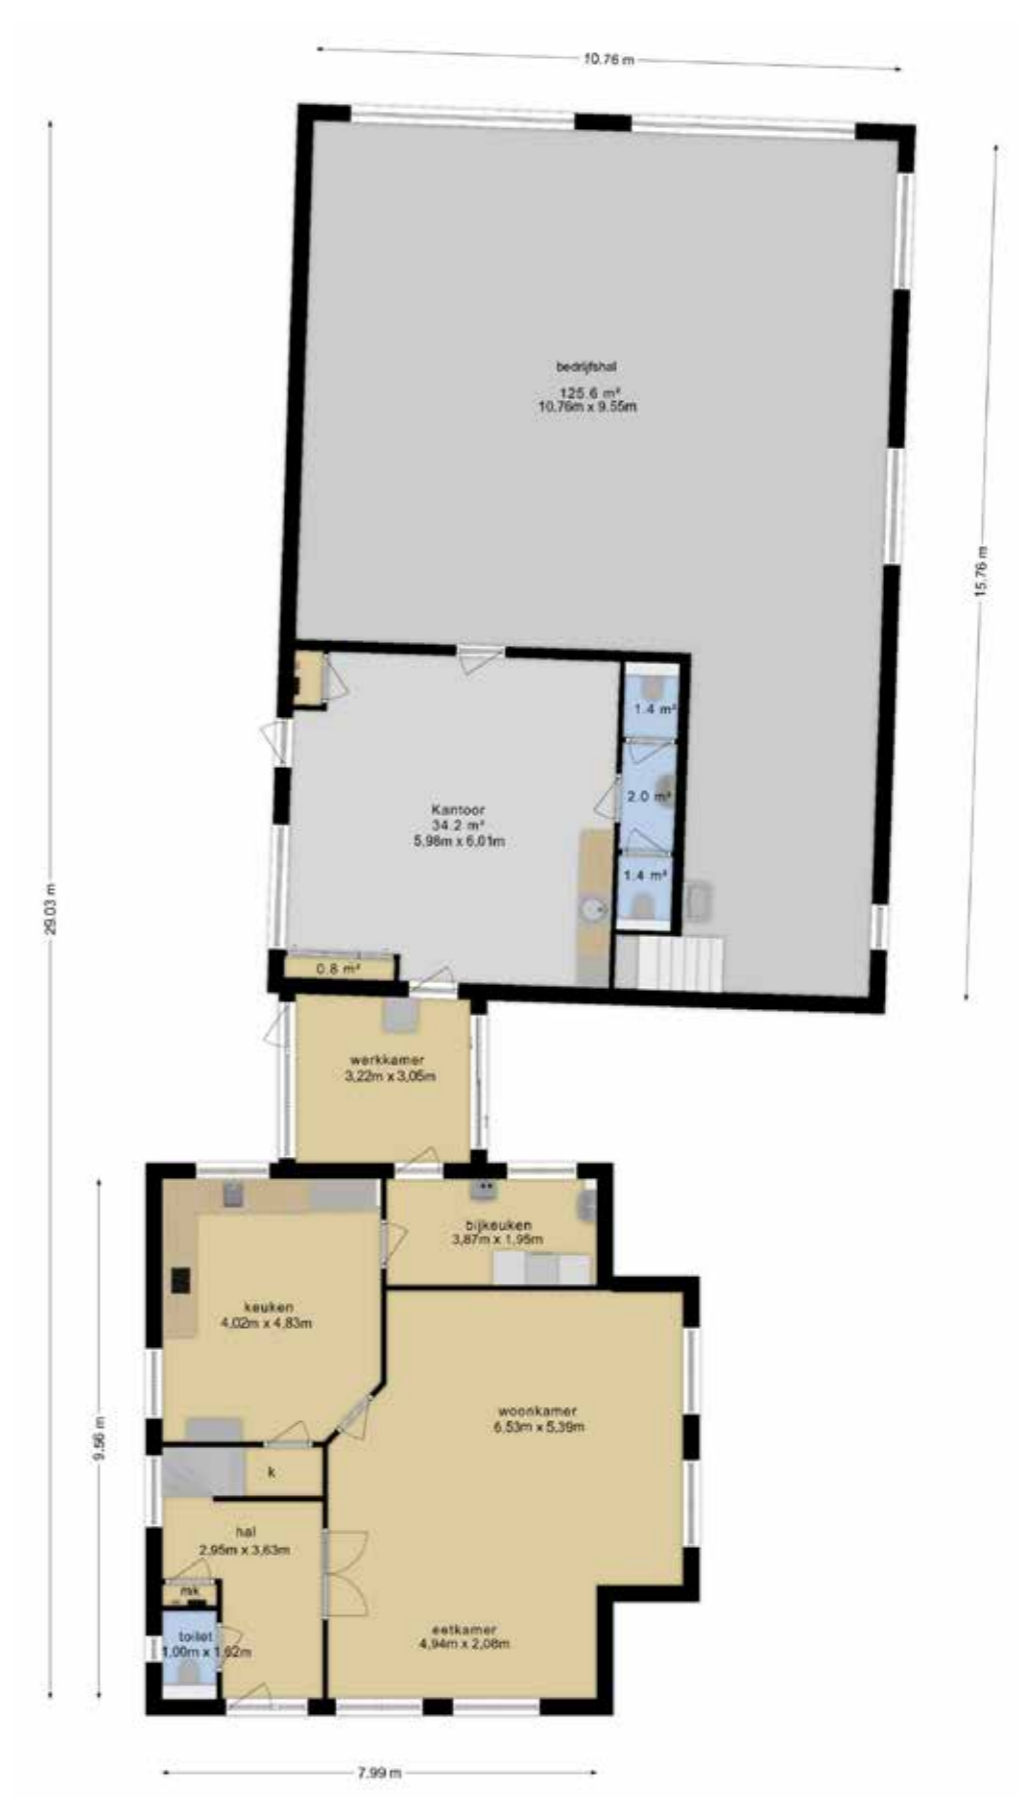 10.76 m
bedrijfshal
125.6 m²
10.76m x 9.55m
15.76 m
1.4 m²
2.0 m²
Kantoor
34.2 m²
5,98m x 6,01m
1.4 m²
29.03 m
0.8 m²
werkkamer
3,22m x 3,05m
bijkeuken
3,87m x 1,95m
keuken
4,02m x 4,83m
woonkamer
6,53m x 5,39m
9.56 m
k
hal
2,95m x 3,63m
mk
eetkamer
4,94m x 2,08m
toilet
1,00m x 1,62m
7.99 m